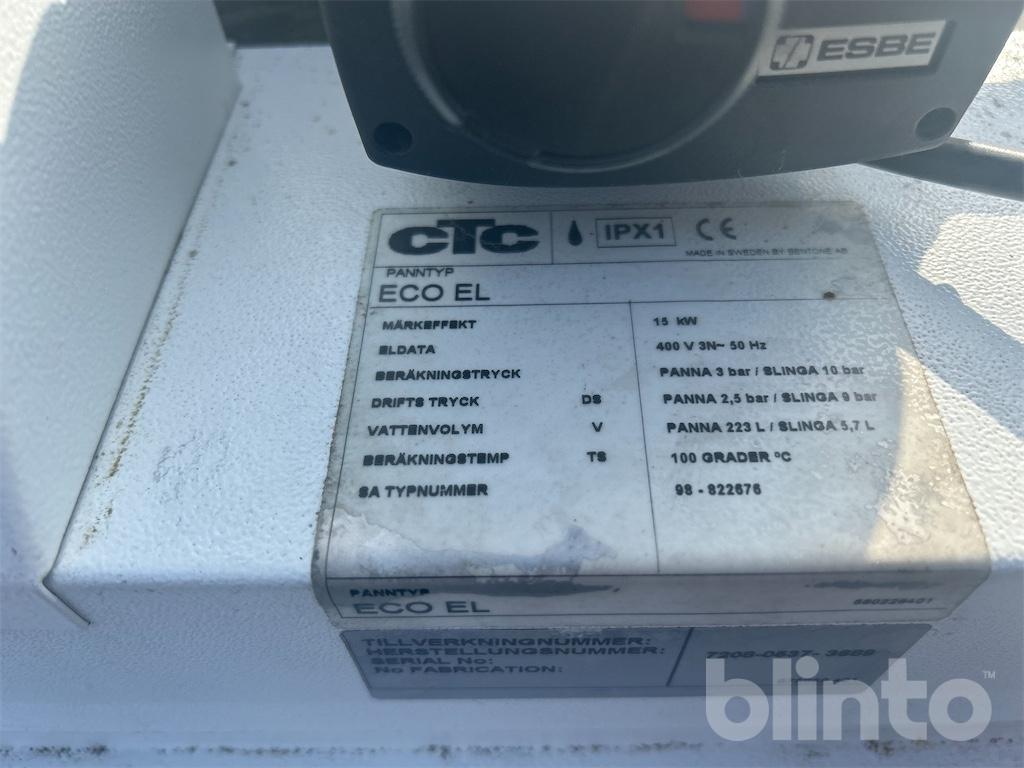 ESBE
CTC IPX1 CE
MADE IN SWEDEN BY BENTONE AB
PANNTYP
ECO EL
MÄRKEFFEKT 15 kW
ELDATA 400 V 3N~ 50 Hz
BERÄKNINGSTRYCK PANNA 3 bar / SLINGA 10 bar
DRIFTS TRYCK DS PANNA 2,5 bar / SLINGA 9 bar
VATTENVOLYM V PANNA 223 L / SLINGA 5,7 L
BERÄKNINGSTEMP TS 100 GRADER ºC
SA TYPNUMMER 98 - 822676
PANNTYP
ECO EL
TILLVERKNINGNUMMER:
HERSTELLUNGSNUMMER:
SERIAL No:
No FABRICATION:
blinto™